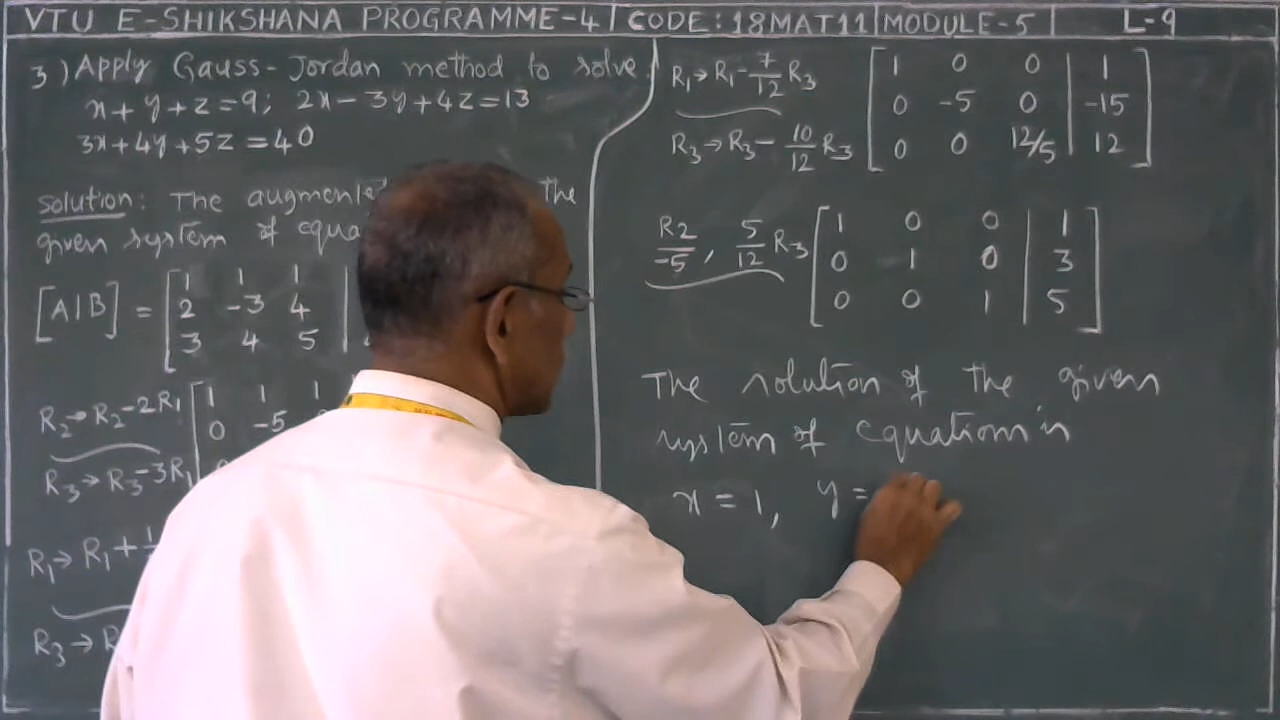 VTU E-SHIKSHANA PROGRAMME-4 | CODE: 18MAT11 | MODULE-5 | L-9
3) Apply Gauss-Jordan method to solve.
x + y + z = 9; 2x - 3y + 4z = 13
3x + 4y + 5z = 40
solution: The augmented the
given system of equa
[A|B] = [1 1 1 |
2 -3 4
3 4 5
R2→R2-2R1 [1 1 1
0 -5
R3→R3-3R1
R1→R1+1
R3→R
R1→R1-7/12 R3 [1 0 0 | 1
0 -5 0 | -15
R3→R3-10/12 R3 0 0 12/5 | 12]
R2/-5, 5/12 R3 [1 0 0 | 1
0 1 0 | 3
0 0 1 | 5]
The solution of the given
system of equations is
x = 1, y =